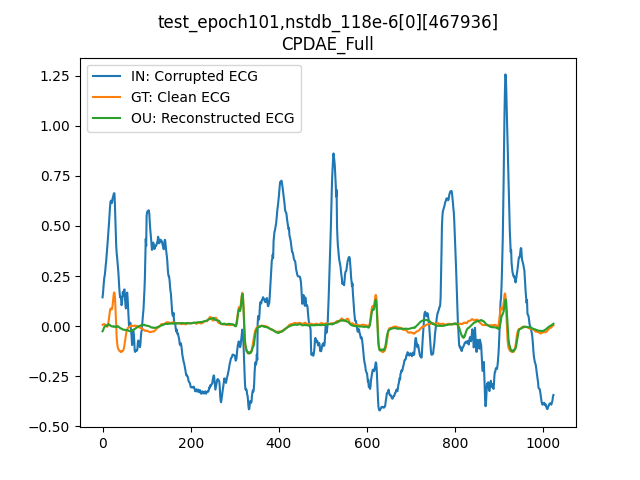 test_epoch101,nstdb_118e-6[0][467936]
CPDAE_Full
IN: Corrupted ECG
GT: Clean ECG
OU: Reconstructed ECG
1.25
1.00
0.75
0.50
0.25
0.00
−0.25
−0.50
0 200 400 600 800 1000